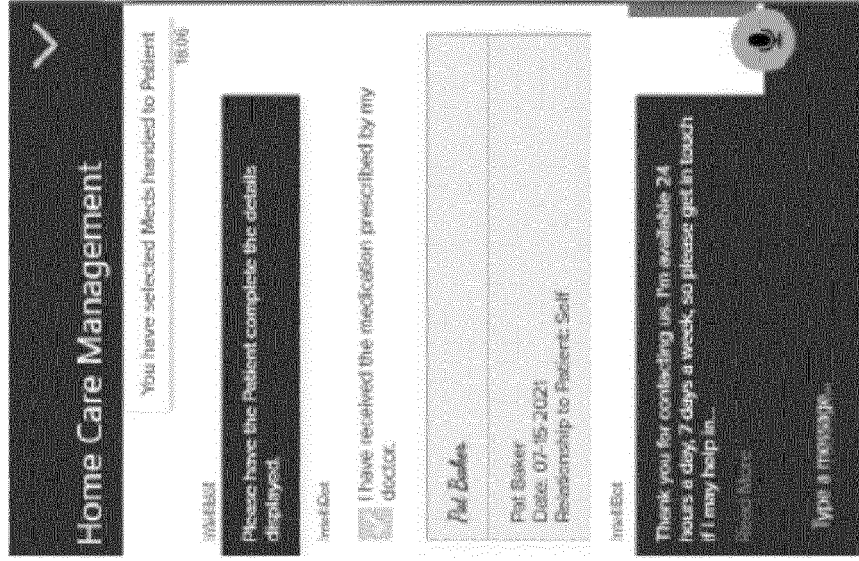 Home Care Management
You have selected Meds handed to Patient
16:06
Please have the Patient complete the details
displayed.
I have received the medication prescribed by my
doctor.
Pat Baker
Pat Baker
Date: 07-15-2021
Relationship to Patient: Self
Thank you for contacting us. I'm available 24
hours a day, 7 days a week, so please get in touch
if I may help in...
Read More
Type a message...